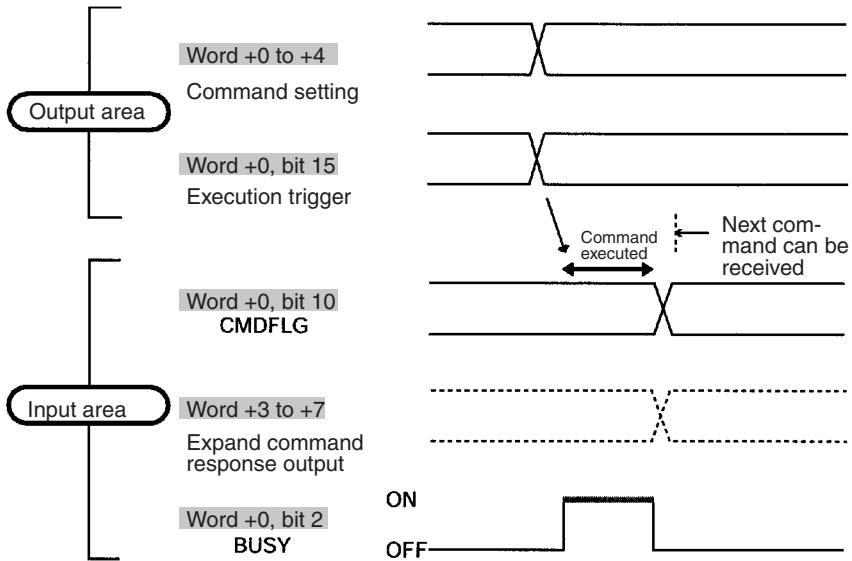 Word +0 to +4
Command setting
Output area
Word +0, bit 15
Execution trigger
Command
executed
Next com-
mand can be
received
Word +0, bit 10
CMDFLG
Input area
Word +3 to +7
Expand command
response output
Word +0, bit 2
BUSY
ON
OFF